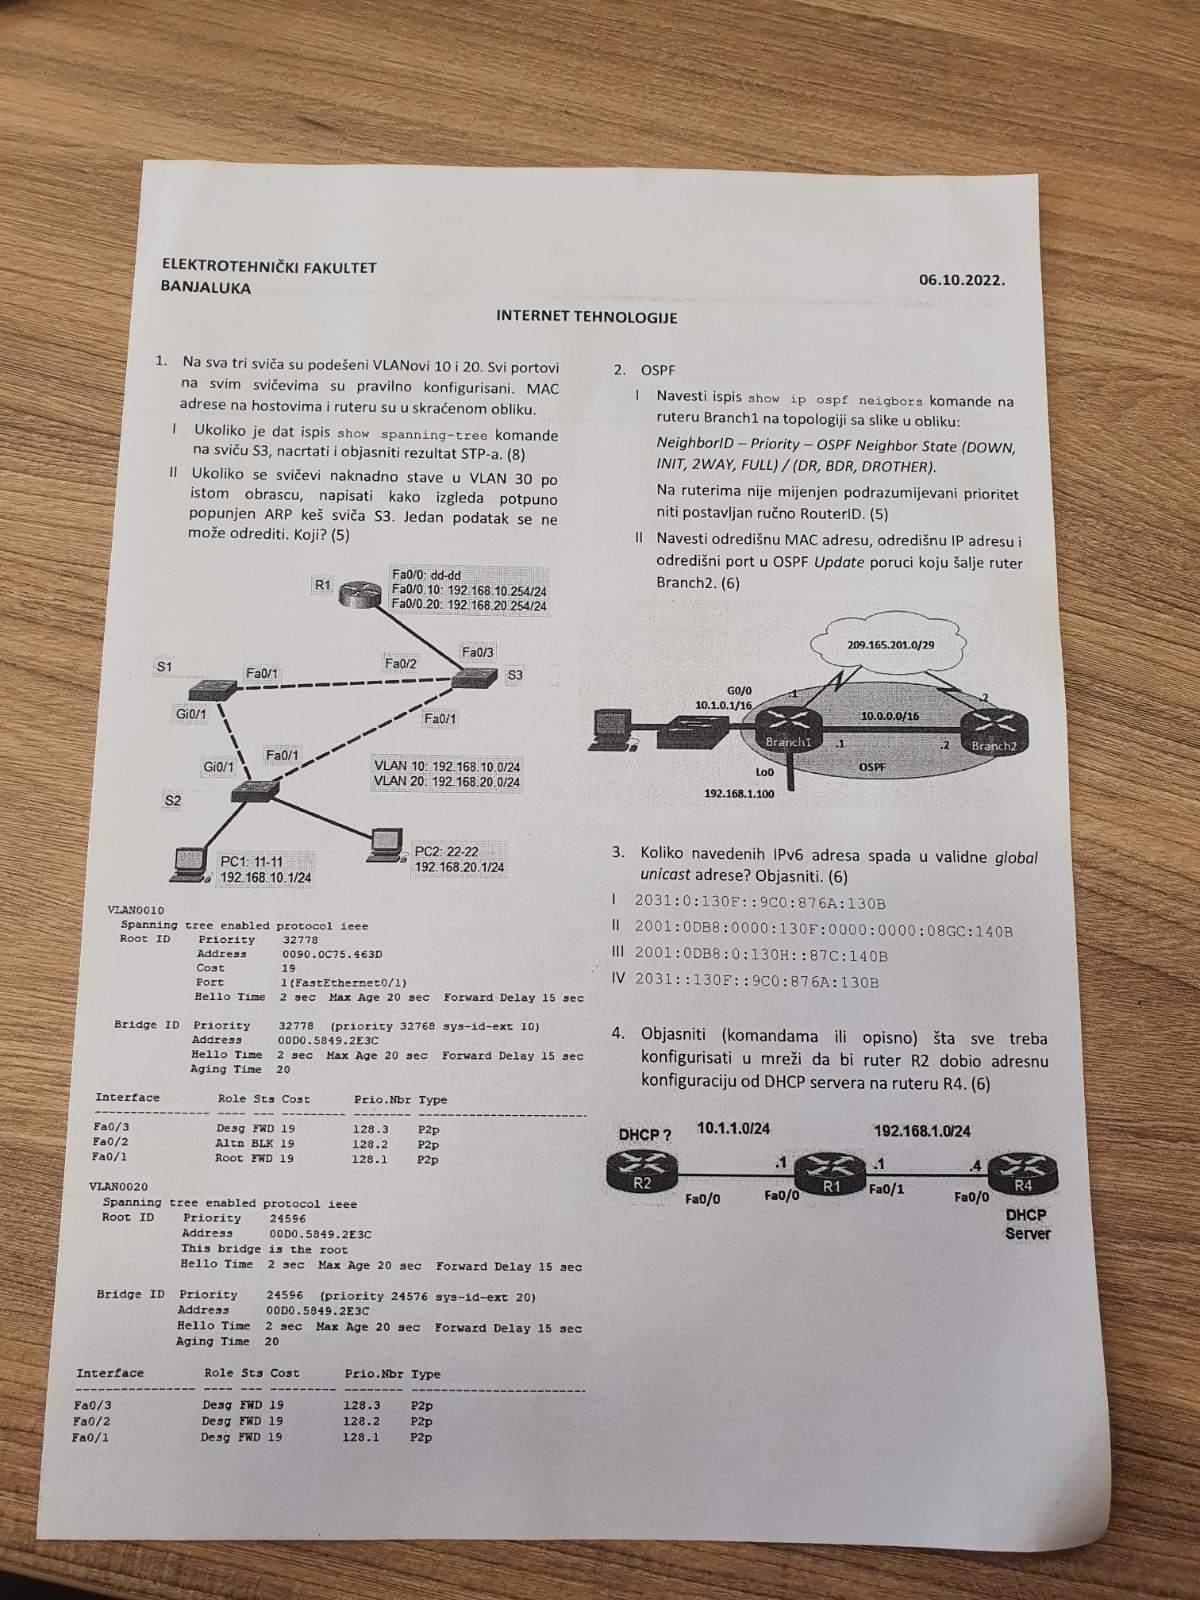 ELEKTROTEHNIČKI FAKULTET
BANJALUKA
06.10.2022.
INTERNET TEHNOLOGIJE
1. Na sva tri sviča su podešeni VLANovi 10 i 20. Svi portovi
na svim svičevima su pravilno konfigurisani. MAC
adrese na hostovima i ruteru su u skraćenom obliku.
I Ukoliko je dat ispis show spanning-tree komande
na sviču S3, nacrtati i objasniti rezultat STP-a. (8)
II Ukoliko se svičevi naknadno stave u VLAN 30 po
istom obrascu, napisati kako izgleda potpuno
popunjen ARP keš sviča S3. Jedan podatak se ne
može odrediti. Koji? (5)
R1
Fa0/0: dd-dd
Fa0/0.10: 192.168.10.254/24
Fa0/0.20: 192.168.20.254/24
Fa0/3
Fa0/2
S1
Fa0/1
S3
Gi0/1
Fa0/1
Fa0/1
Gi0/1
VLAN 10: 192.168.10.0/24
VLAN 20: 192.168.20.0/24
S2
PC1: 11-11
192.168.10.1/24
PC2: 22-22
192.168.20.1/24
VLAN0010
Spanning tree enabled protocol ieee
Root ID Priority 32778
Address 0090.0C75.463D
Cost 19
Port 1(FastEthernet0/1)
Hello Time 2 sec Max Age 20 sec Forward Delay 15 sec
Bridge ID Priority 32778 (priority 32768 sys-id-ext 10)
Address 00D0.5849.2E3C
Hello Time 2 sec Max Age 20 sec Forward Delay 15 sec
Aging Time 20
Interface Role Sts Cost Prio.Nbr Type
---------------- ---- --- --------- -------- --------------------------------
Fa0/3 Desg FWD 19 128.3 P2p
Fa0/2 Altn BLK 19 128.2 P2p
Fa0/1 Root FWD 19 128.1 P2p
VLAN0020
Spanning tree enabled protocol ieee
Root ID Priority 24596
Address 00D0.5849.2E3C
This bridge is the root
Hello Time 2 sec Max Age 20 sec Forward Delay 15 sec
Bridge ID Priority 24596 (priority 24576 sys-id-ext 20)
Address 00D0.5849.2E3C
Hello Time 2 sec Max Age 20 sec Forward Delay 15 sec
Aging Time 20
Interface Role Sts Cost Prio.Nbr Type
---------------- ---- --- --------- -------- --------------------------------
Fa0/3 Desg FWD 19 128.3 P2p
Fa0/2 Desg FWD 19 128.2 P2p
Fa0/1 Desg FWD 19 128.1 P2p
2. OSPF
I Navesti ispis show ip ospf neigbors komande na
ruteru Branch1 na topologiji sa slike u obliku:
NeighborID – Priority – OSPF Neighbor State (DOWN,
INIT, 2WAY, FULL) / (DR, BDR, DROTHER).
Na ruterima nije mijenjen podrazumijevani prioritet
niti postavljan ručno RouterID. (5)
II Navesti odredišnu MAC adresu, odredišnu IP adresu i
odredišni port u OSPF Update poruci koju šalje ruter
Branch2. (6)
209.165.201.0/29
G0/0
10.1.0.1/16
.1
.2
10.0.0.0/16
Branch1
.1
.2
Branch2
Lo0
OSPF
192.168.1.100
3. Koliko navedenih IPv6 adresa spada u validne global
unicast adrese? Objasniti. (6)
I 2031:0:130F::9C0:876A:130B
II 2001:0DB8:0000:130F:0000:0000:08GC:140B
III 2001:0DB8:0:130H::87C:140B
IV 2031::130F::9C0:876A:130B
4. Objasniti (komandama ili opisno) šta sve treba
konfigurisati u mreži da bi ruter R2 dobio adresnu
konfiguraciju od DHCP servera na ruteru R4. (6)
DHCP ?
10.1.1.0/24
192.168.1.0/24
.1
.1
.4
R2
R1
R4
Fa0/0
Fa0/0
Fa0/1
Fa0/0
DHCP
Server